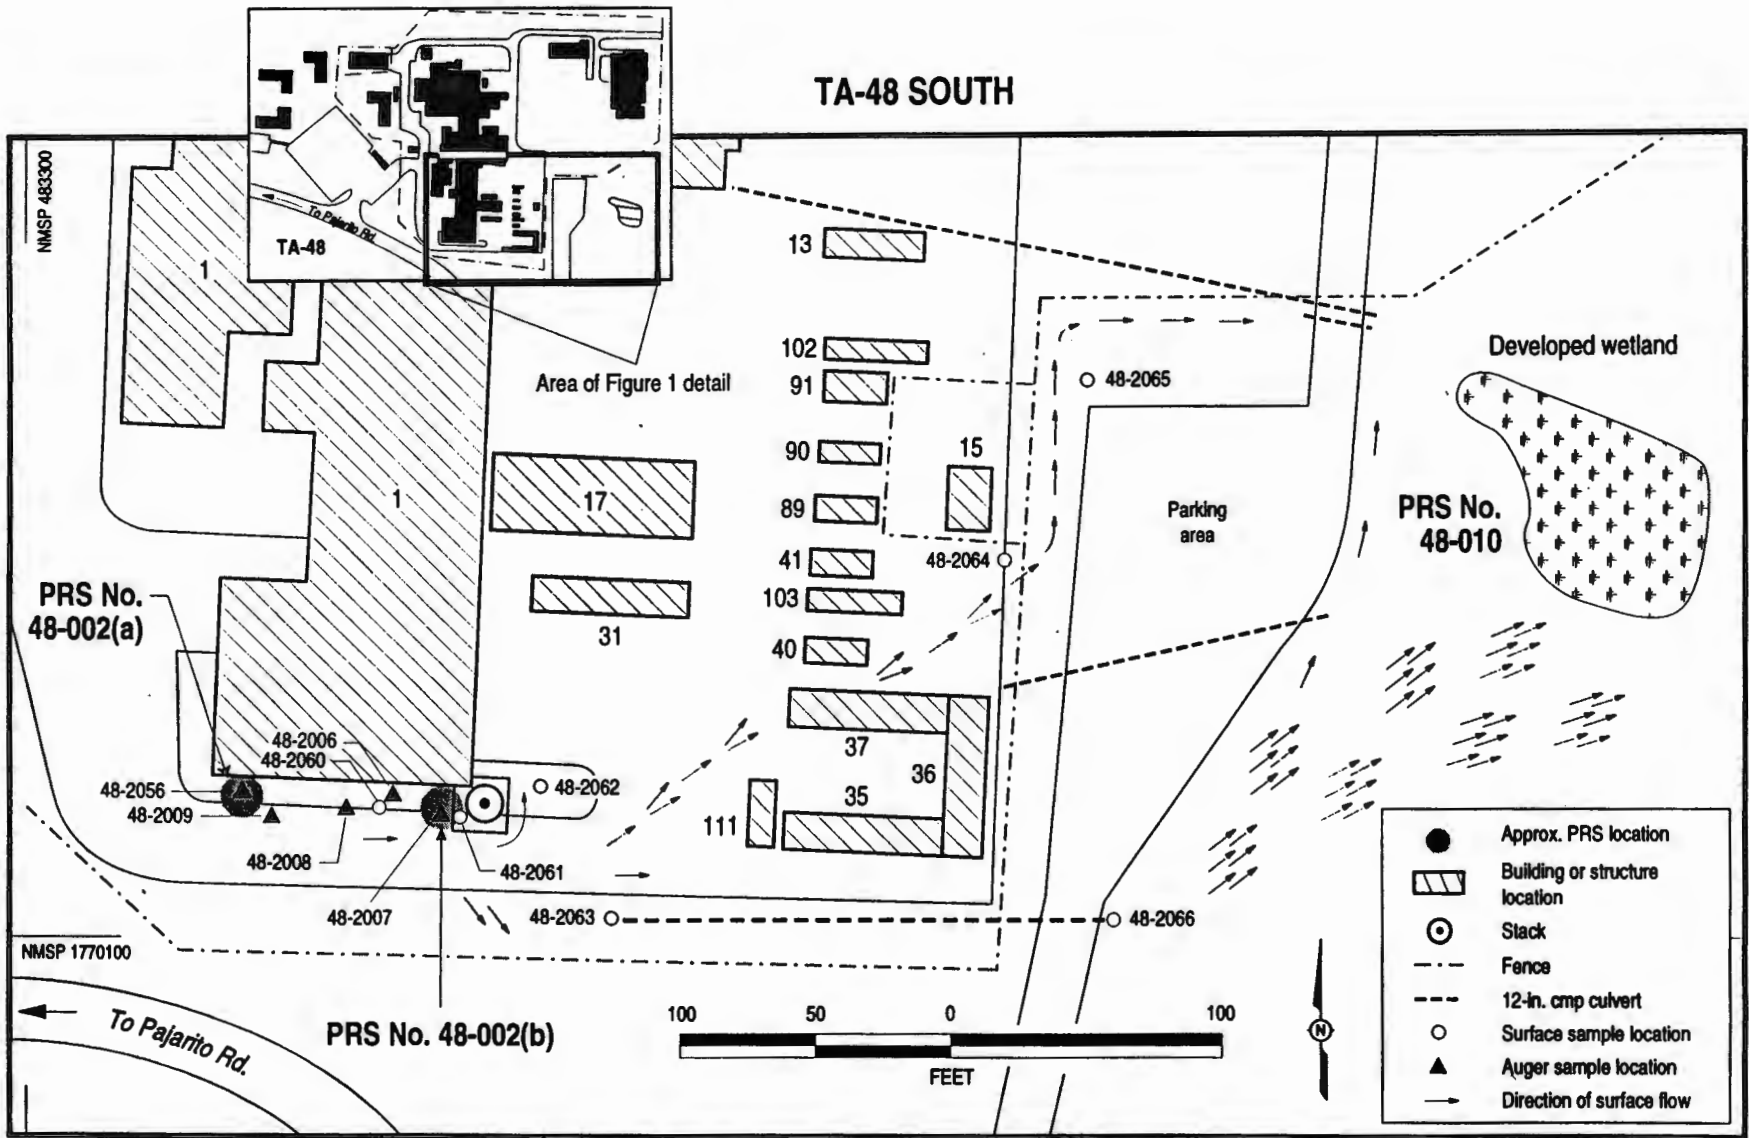 TA-48 SOUTH
NMSP 483300
To Pajarito Rd.
TA-48
Area of Figure 1 detail
1
1
13
102
91
90
89
41
103
40
15
17
31
37
36
35
111
48-2065
48-2064
Parking
area
Developed wetland
PRS No.
48-010
PRS No.
48-002(a)
48-2006
48-2060
48-2056
48-2009
48-2008
48-2007
48-2062
48-2061
48-2063
48-2066
NMSP 1770100
To Pajarito Rd.
PRS No. 48-002(b)
100 50 0 100
FEET
N
Approx. PRS location
Building or structure
location
Stack
Fence
12-in. cmp culvert
Surface sample location
Auger sample location
Direction of surface flow